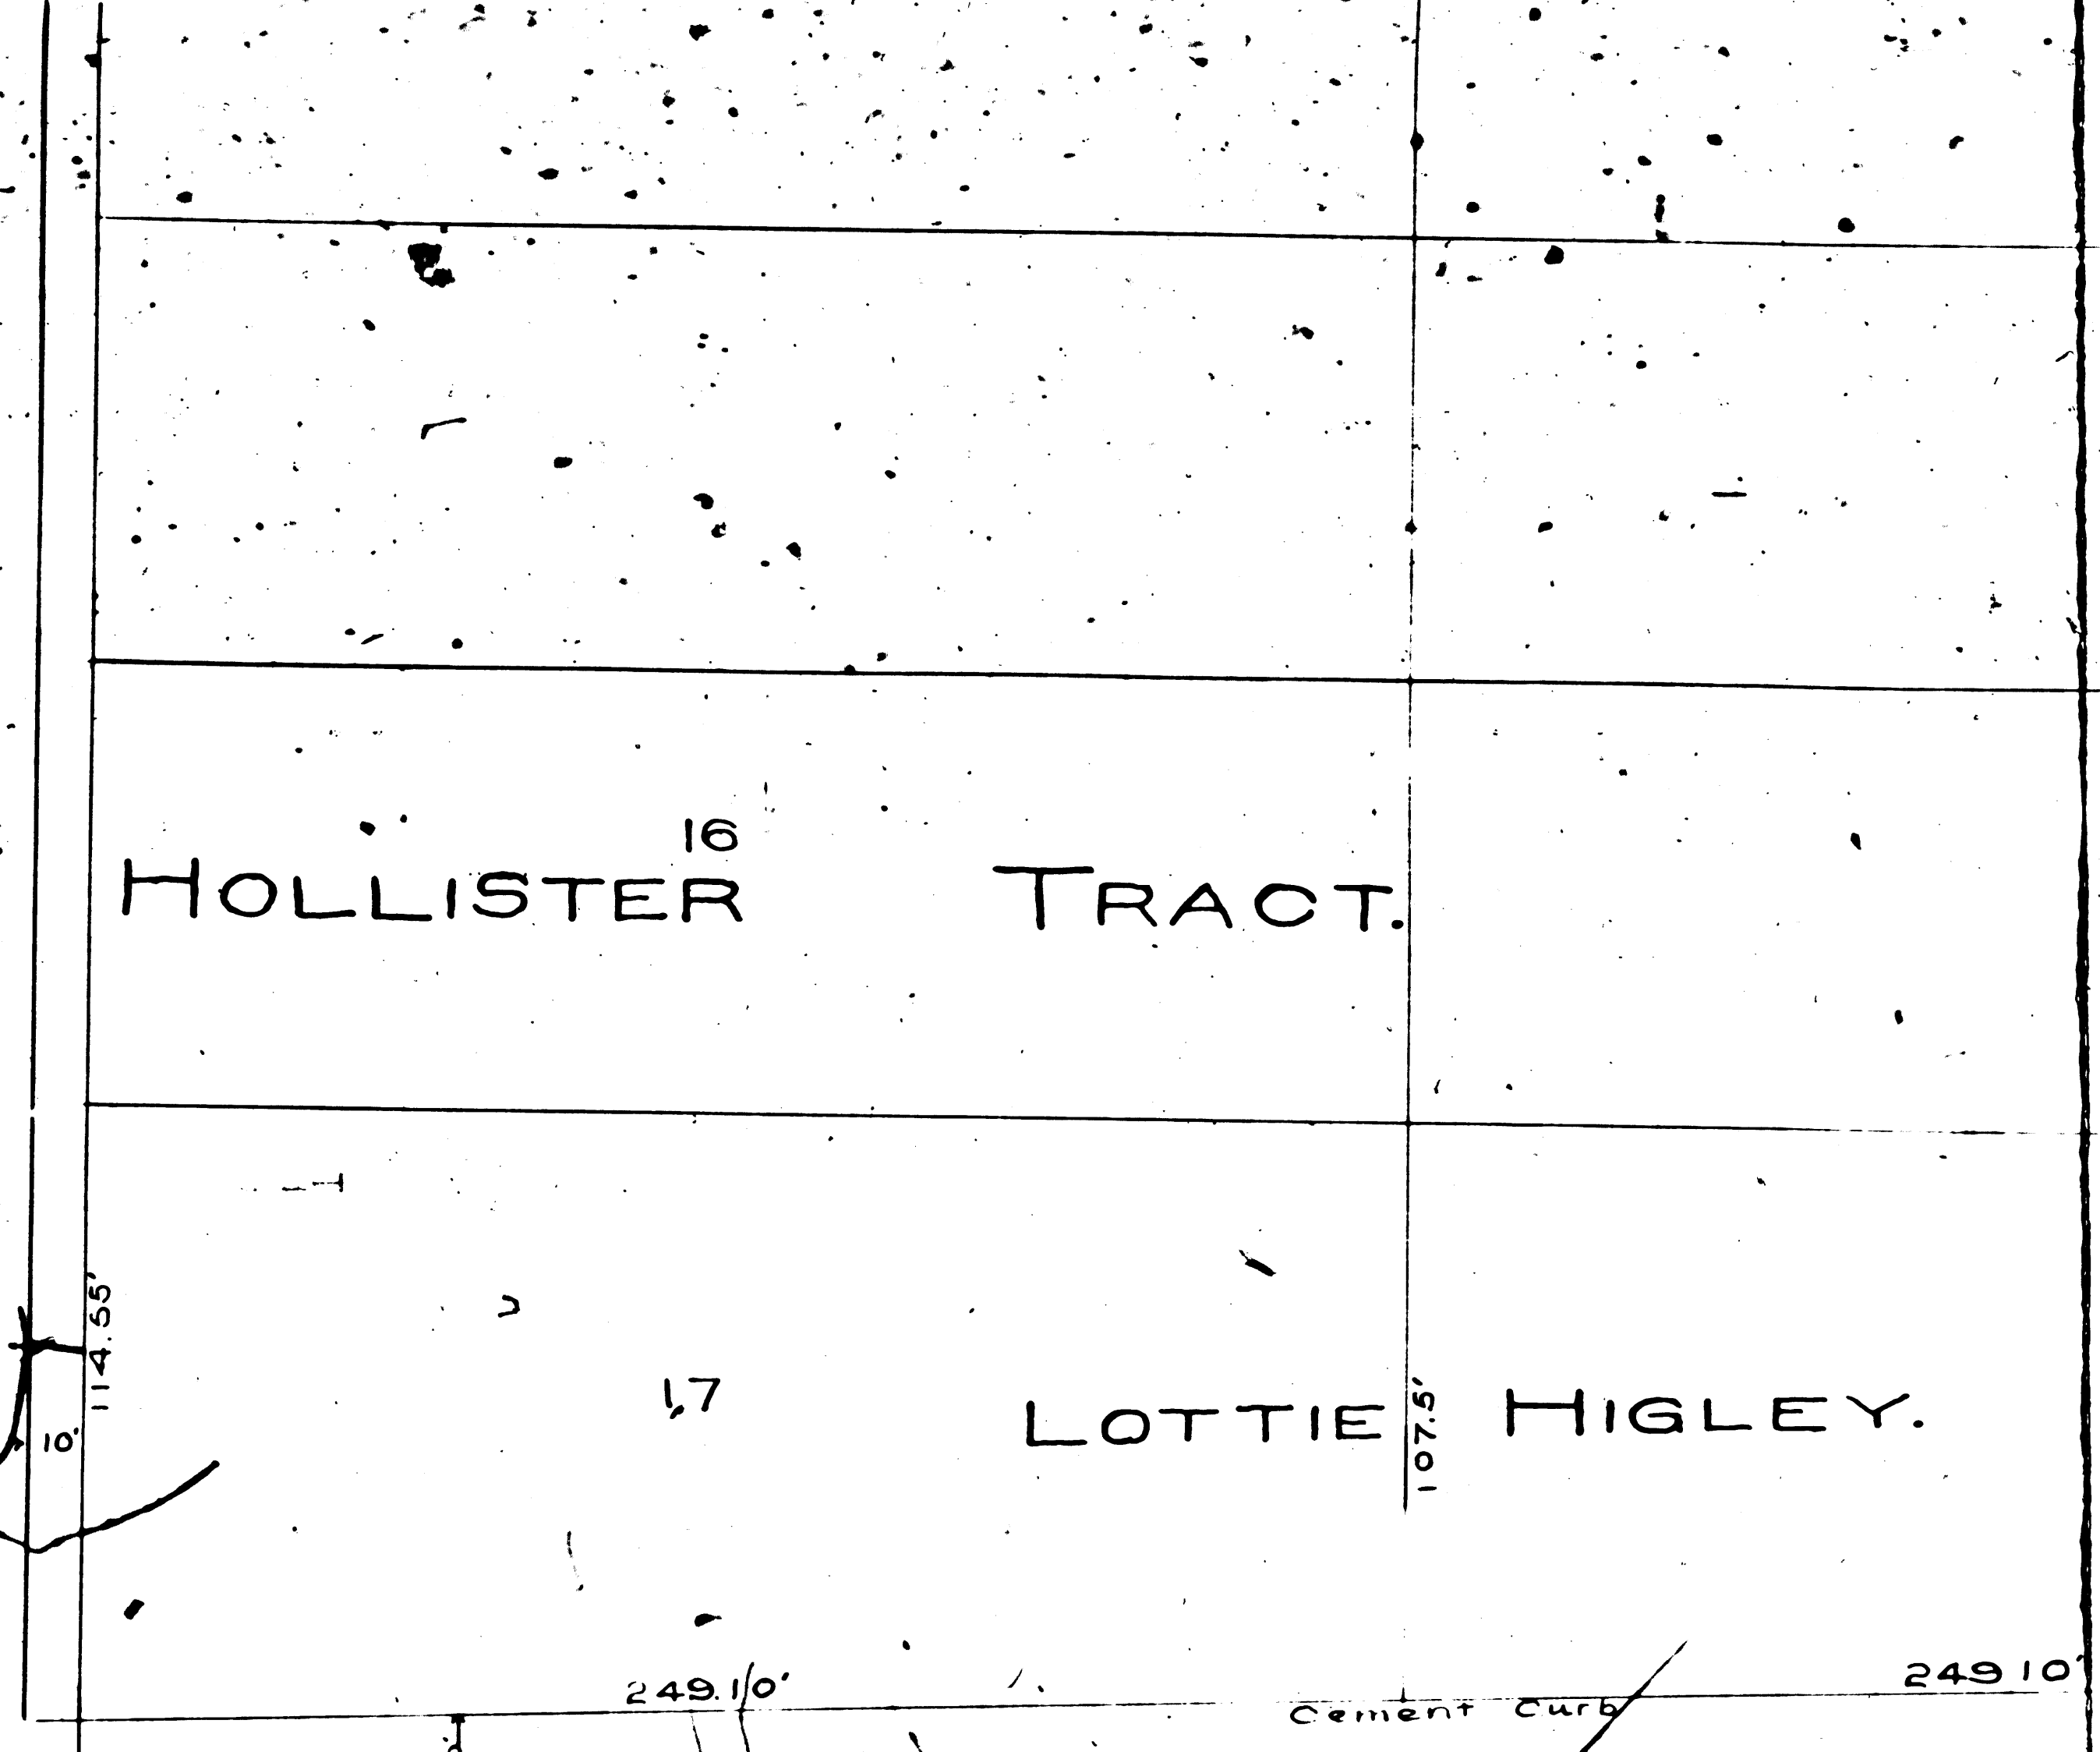 16
HOLLISTER TRACT.
114.55'
17
LOTTIE HIGLEY.
107.5'
10'
249.10'
249 10'
Cement Curb